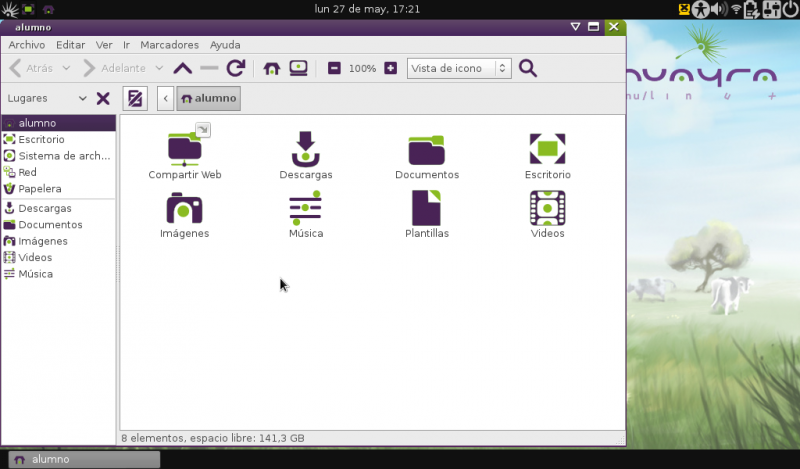 lun 27 de may, 17:21
alumno
Archivo Editar Ver Ir Marcadores Ayuda
Atrás Adelante 100% Vista de icono
Lugares alumno
alumno
Escritorio
Sistema de arch...
Red
Papelera
Descargas
Documentos
Imágenes
Videos
Música
Compartir Web Descargas Documentos Escritorio
Imágenes Música Plantillas Videos
8 elementos, espacio libre: 141,3 GB
alumno